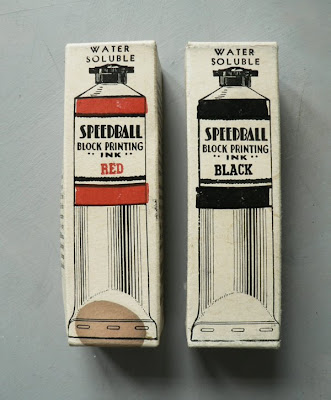 WATER
SOLUBLE
SPEEDBALL
BLOCK PRINTING
INK
RED
WATER
SOLUBLE
SPEEDBALL
BLOCK PRINTING
INK
BLACK